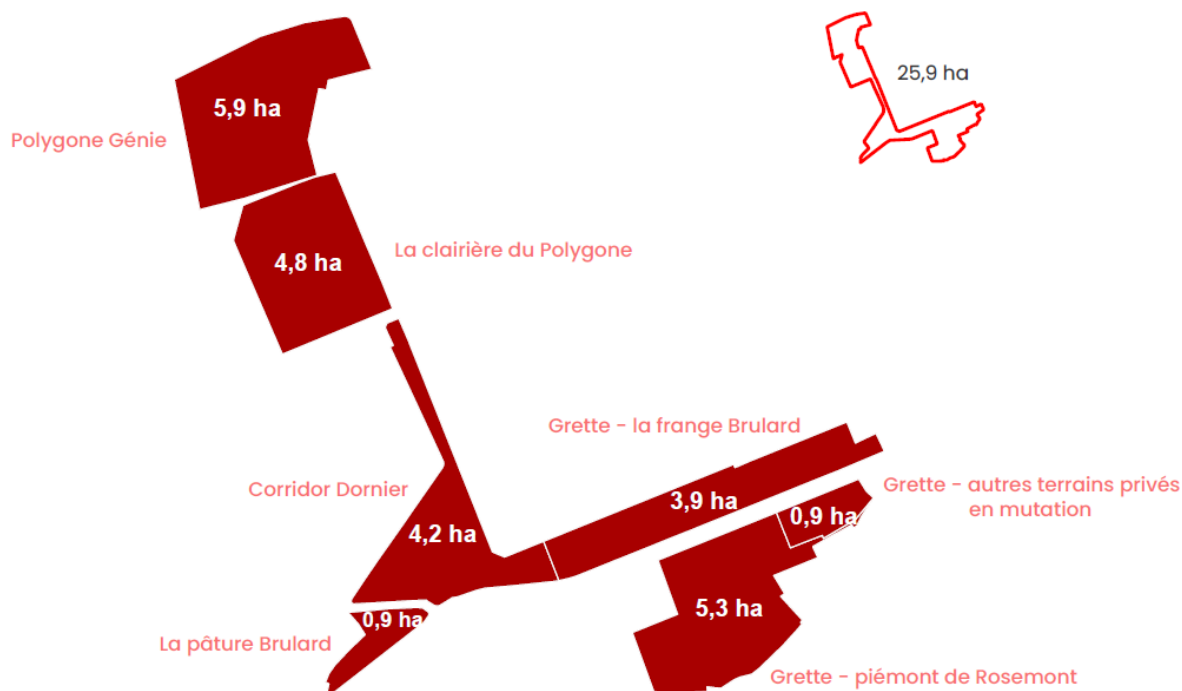 25,9 ha
5,9 ha
Polygone Génie
La clairière du Polygone
4,8 ha
Grette - la frange Brulard
Corridor Dornier
3,9 ha
Grette - autres terrains privés
en mutation
0,9 ha
4,2 ha
5,3 ha
0,9 ha
La pâture Brulard
Grette - piémont de Rosemont